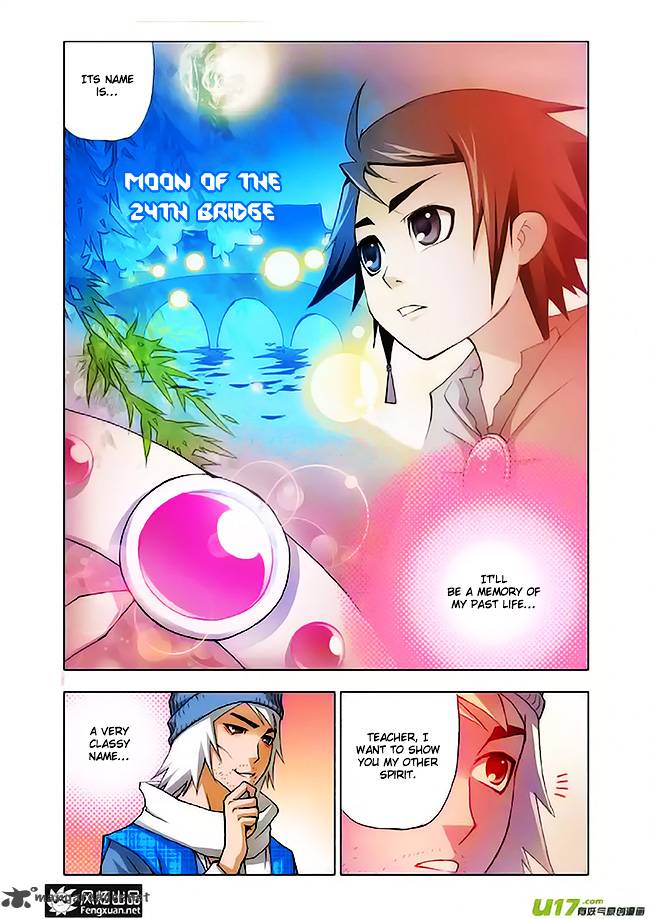 ITS NAME
IS...
MOON OF THE
24TH BRIDGE
IT'LL
BE A MEMORY OF
MY PAST LIFE...
A VERY
CLASSY
NAME...
TEACHER, I
WANT TO SHOW
YOU MY OTHER
SPIRIT.
风炫出品
Fengxuan.net
U17.com
有妖气原创漫画